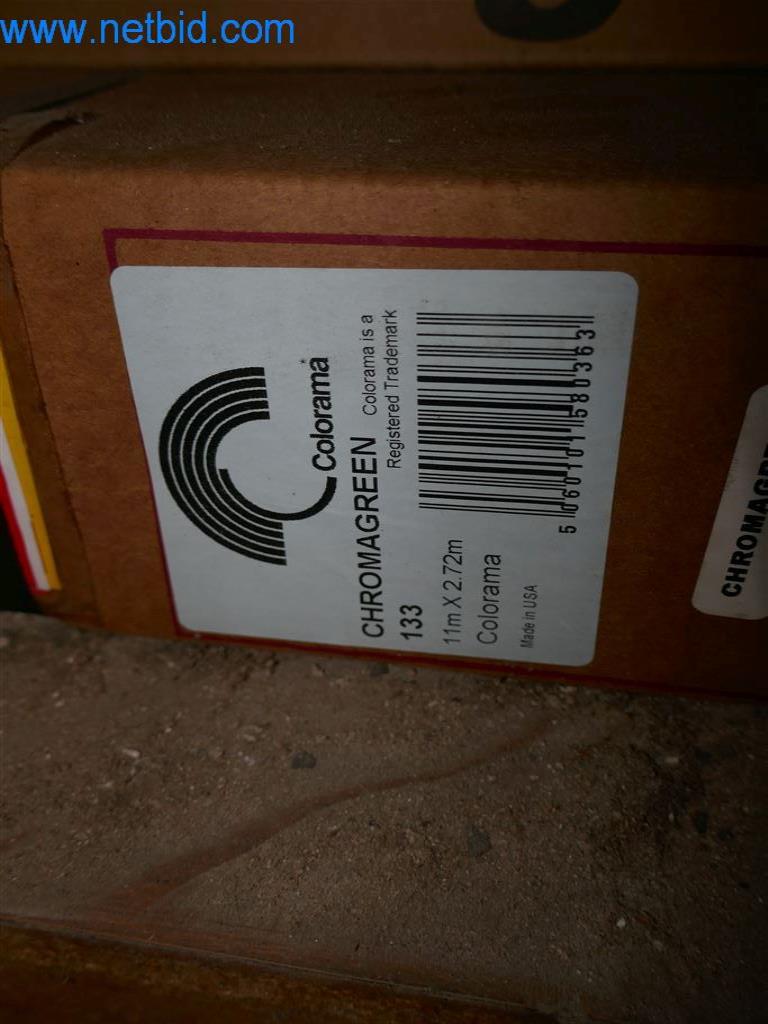 www.netbid.com
Colorama
CHROMAGREEN
133
Colorama is a
Registered Trademark
11m X 2.72m
Colorama
Made in USA
5 060101 580363